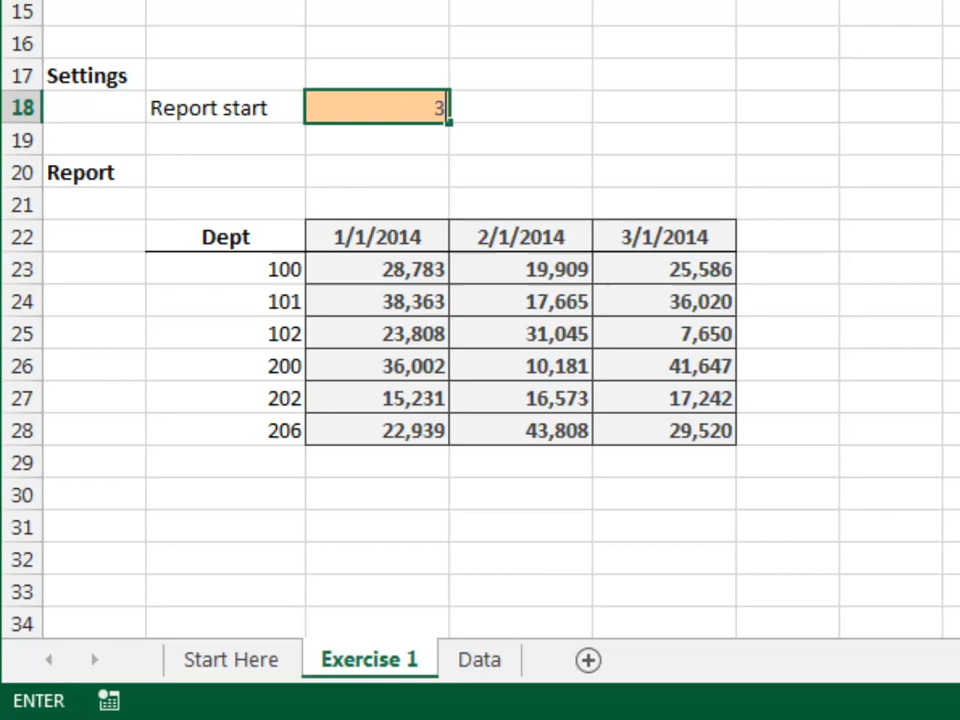 15
16
17 Settings
18 Report start 3
19
20 Report
21
22 Dept 1/1/2014 2/1/2014 3/1/2014
23 100 28,783 19,909 25,586
24 101 38,363 17,665 36,020
25 102 23,808 31,045 7,650
26 200 36,002 10,181 41,647
27 202 15,231 16,573 17,242
28 206 22,939 43,808 29,520
29
30
31
32
33
34
Start Here Exercise 1 Data
ENTER